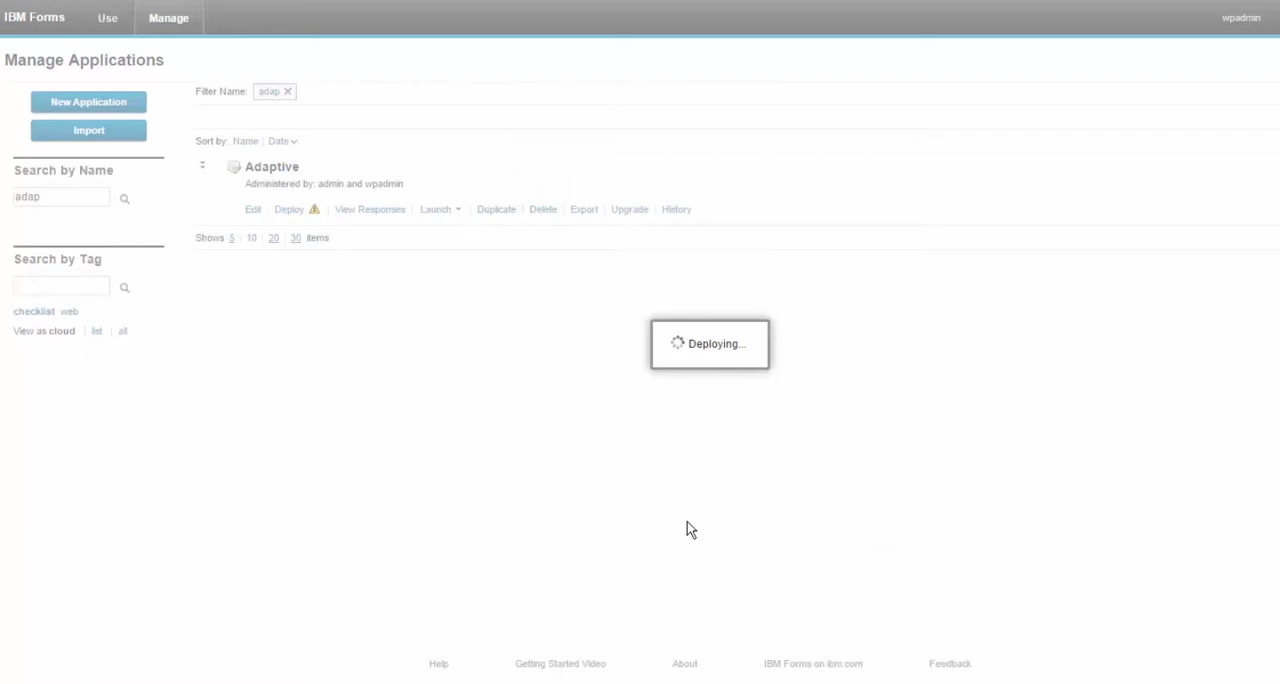 IBM Forms Use Manage wpadmin
Manage Applications
New Application
Import
Search by Name
adap
Search by Tag
checklist web
View as cloud | list | all
Filter Name: adap
Sort by: Name | Date
Adaptive
Administered by: admin and wpadmin
Edit | Deploy | View Responses | Launch | Duplicate | Delete | Export | Upgrade | History
Shows 5 | 10 | 20 | 30 items
Deploying...
Help Getting Started Video About IBM Forms on ibm.com Feedback